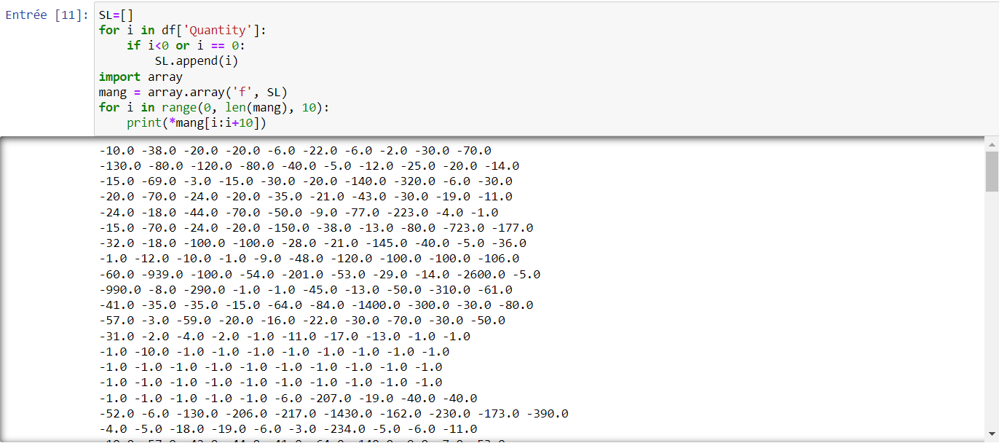 Entrée [11]: SL=[]
for i in df['Quantity']:
    if i<0 or i == 0:
        SL.append(i)
import array
mang = array.array('f', SL)
for i in range(0, len(mang), 10):
    print(*mang[i:i+10])
-10.0 -38.0 -20.0 -20.0 -6.0 -22.0 -6.0 -2.0 -30.0 -70.0
-130.0 -80.0 -120.0 -80.0 -40.0 -5.0 -12.0 -25.0 -20.0 -14.0
-15.0 -69.0 -3.0 -15.0 -30.0 -20.0 -140.0 -320.0 -6.0 -30.0
-20.0 -70.0 -24.0 -20.0 -35.0 -21.0 -43.0 -30.0 -19.0 -11.0
-24.0 -18.0 -44.0 -70.0 -50.0 -9.0 -77.0 -223.0 -4.0 -1.0
-15.0 -70.0 -24.0 -20.0 -150.0 -38.0 -13.0 -80.0 -723.0 -177.0
-32.0 -18.0 -100.0 -100.0 -28.0 -21.0 -145.0 -40.0 -5.0 -36.0
-1.0 -12.0 -10.0 -1.0 -9.0 -48.0 -120.0 -100.0 -100.0 -106.0
-60.0 -939.0 -100.0 -54.0 -201.0 -53.0 -29.0 -14.0 -2600.0 -5.0
-990.0 -8.0 -290.0 -1.0 -1.0 -45.0 -13.0 -50.0 -310.0 -61.0
-41.0 -35.0 -35.0 -15.0 -64.0 -84.0 -1400.0 -300.0 -30.0 -80.0
-57.0 -3.0 -59.0 -20.0 -16.0 -22.0 -30.0 -70.0 -30.0 -50.0
-31.0 -2.0 -4.0 -2.0 -1.0 -11.0 -17.0 -13.0 -1.0 -1.0
-1.0 -10.0 -1.0 -1.0 -1.0 -1.0 -1.0 -1.0 -1.0 -1.0
-1.0 -1.0 -1.0 -1.0 -1.0 -1.0 -1.0 -1.0 -1.0 -1.0
-1.0 -1.0 -1.0 -1.0 -1.0 -1.0 -1.0 -1.0 -1.0 -1.0
-1.0 -1.0 -1.0 -1.0 -1.0 -6.0 -207.0 -19.0 -40.0 -40.0
-52.0 -6.0 -130.0 -206.0 -217.0 -1430.0 -162.0 -230.0 -173.0 -390.0
-4.0 -5.0 -18.0 -19.0 -6.0 -3.0 -234.0 -5.0 -6.0 -11.0